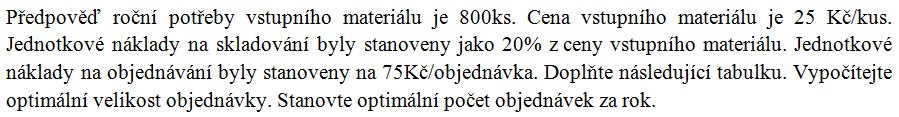 Předpověď roční potřeby vstupního materiálu je 800ks. Cena vstupního materiálu je 25 Kč/kus.
Jednotkové náklady na skladování byly stanoveny jako 20% z ceny vstupního materiálu. Jednotkové
náklady na objednávání byly stanoveny na 75Kč/objednávka. Doplňte následující tabulku. Vypočítejte
optimální velikost objednávky. Stanovte optimální počet objednávek za rok.